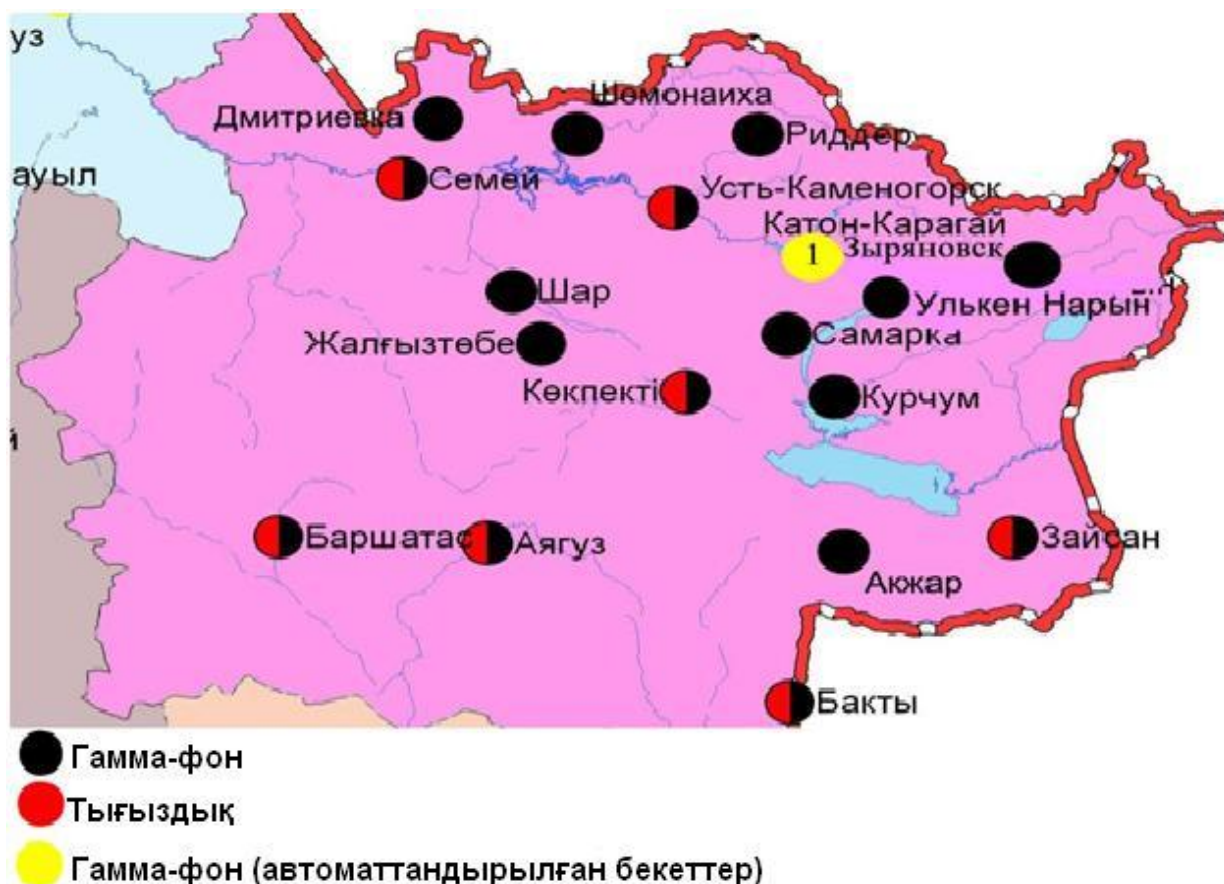 уз
Шемонаиха
Дмитриевка
Риддер
ауыл
Семей
Усть-Каменогорск
Катон-Карагай
1
Зыряновск
Шар
Улькен Нарын
Самарка
Жалғызтөбе
Көкпекті
Курчум
й
Баршатас
Аягуз
Зайсан
Акжар
Бакты
Гамма-фон
Тығыздық
Гамма-фон (автоматтандырылған бекеттер)